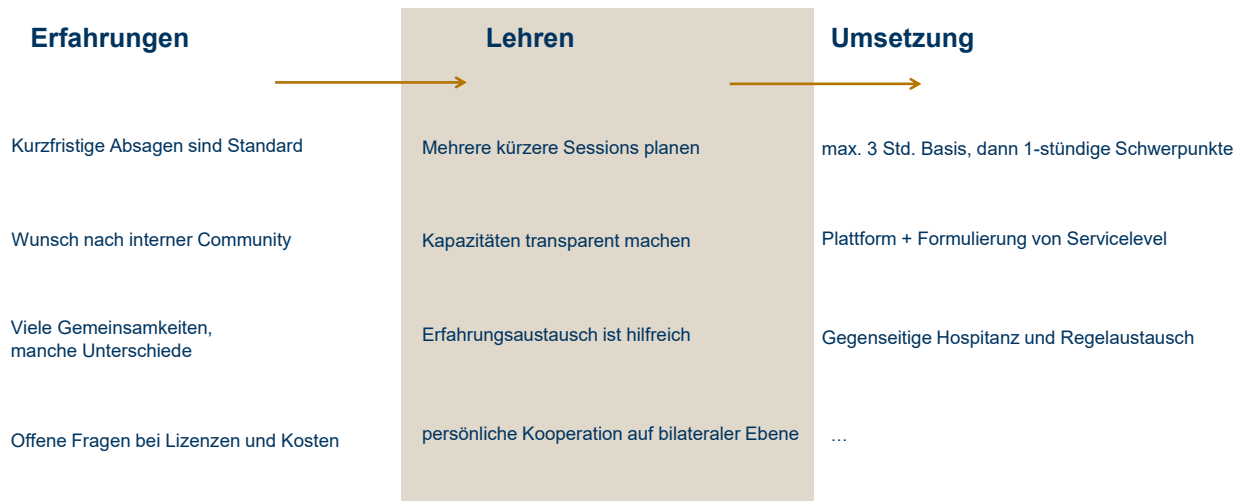 Erfahrungen
Lehren
Umsetzung
Kurzfristige Absagen sind Standard
Mehrere kürzere Sessions planen
max. 3 Std. Basis, dann 1-stündige Schwerpunkte
Wunsch nach interner Community
Kapazitäten transparent machen
Plattform + Formulierung von Servicelevel
Viele Gemeinsamkeiten,
manche Unterschiede
Erfahrungsaustausch ist hilfreich
Gegenseitige Hospitanz und Regelaustausch
Offene Fragen bei Lizenzen und Kosten
persönliche Kooperation auf bilateraler Ebene
…